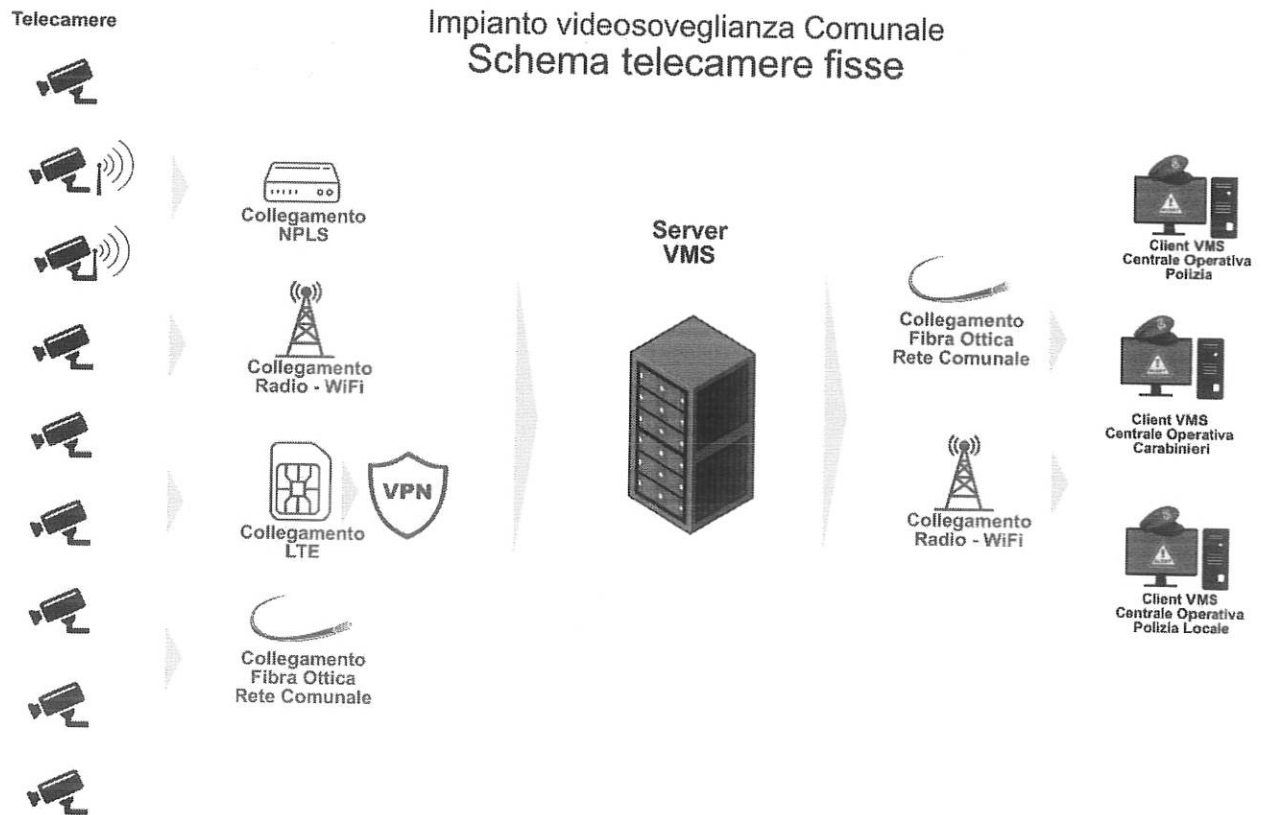 Telecamere
Impianto videosoveglianza Comunale
Schema telecamere fisse
Collegamento
NPLS
Collegamento
Radio - WiFi
Collegamento
LTE
VPN
Collegamento
Fibra Ottica
Rete Comunale
Server
VMS
Collegamento
Fibra Ottica
Rete Comunale
Collegamento
Radio - WiFi
Client VMS
Centrale Operativa
Polizia
Client VMS
Centrale Operativa
Carabinieri
Client VMS
Centrale Operativa
Polizia Locale